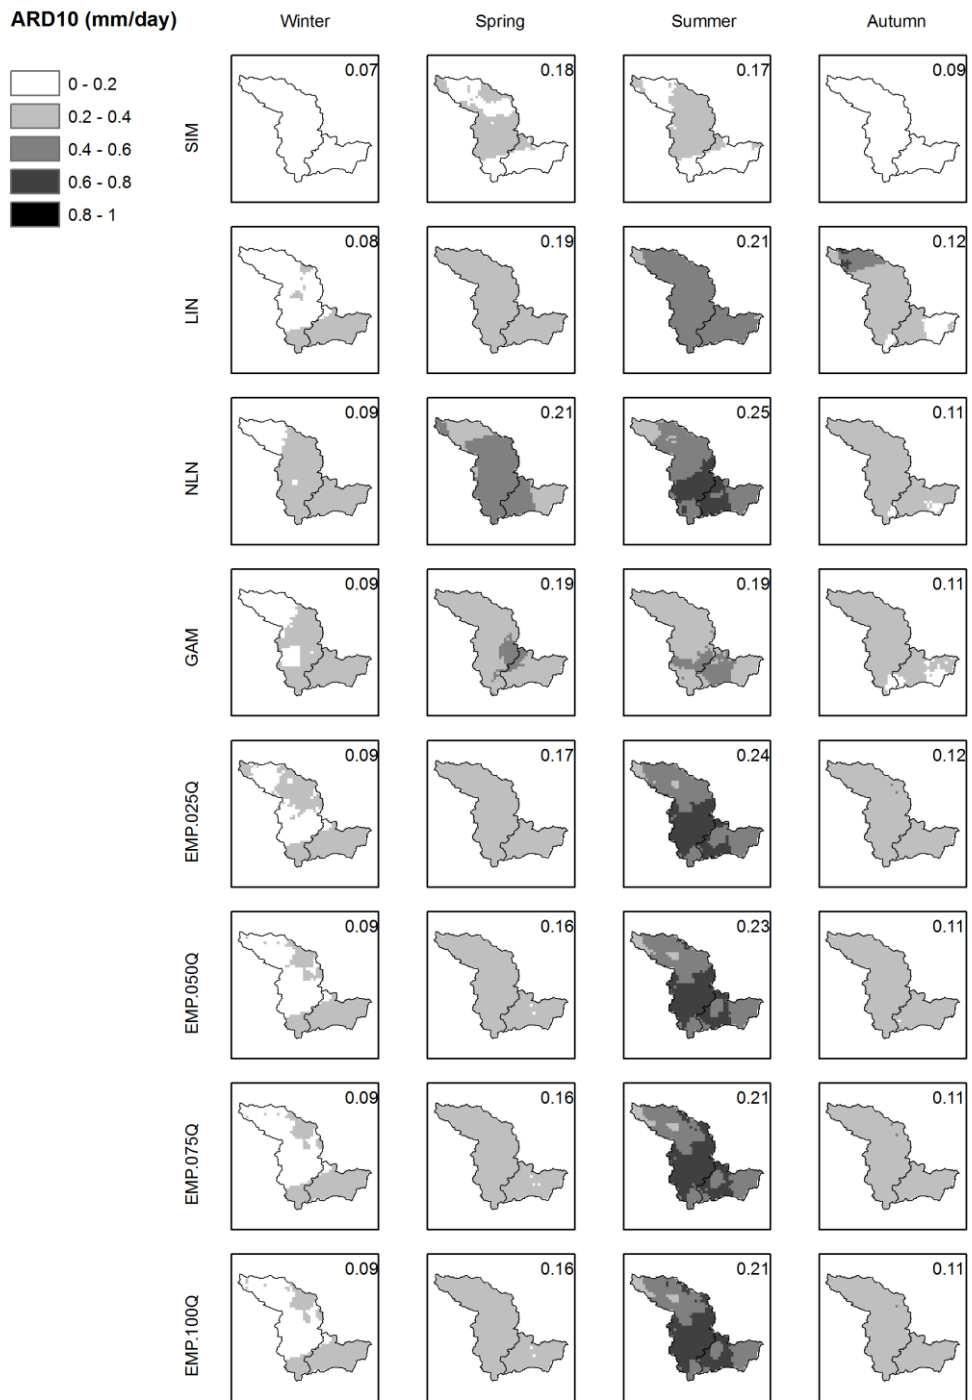 ARD10 (mm/day)
Winter Spring Summer Autumn
0 - 0.2
0.2 - 0.4
0.4 - 0.6
0.6 - 0.8
0.8 - 1
SIM 0.07 0.18 0.17 0.09
LIN 0.08 0.19 0.21 0.12
NLN 0.09 0.21 0.25 0.11
GAM 0.09 0.19 0.19 0.11
EMP.025Q 0.09 0.17 0.24 0.12
EMP.050Q 0.09 0.16 0.23 0.11
EMP.075Q 0.09 0.16 0.21 0.11
EMP.100Q 0.09 0.16 0.21 0.11